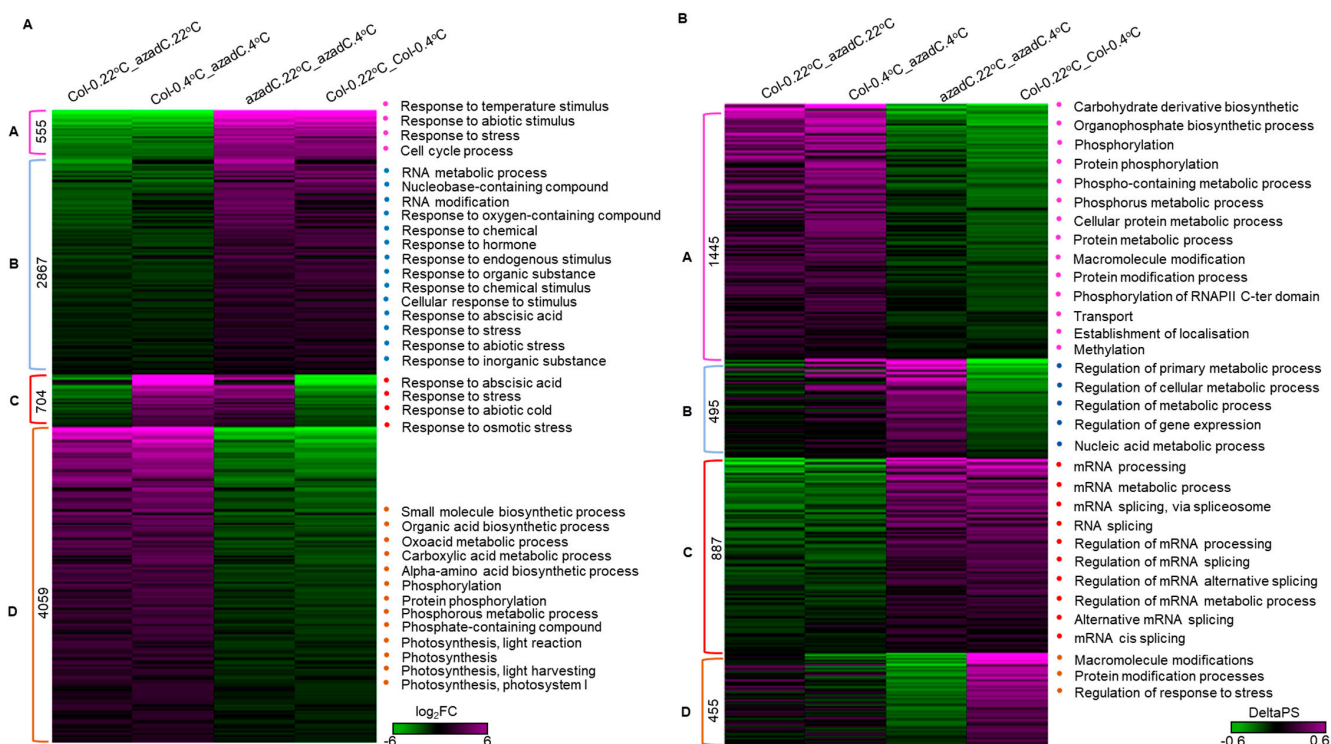 A
Col-0.22°C_azadC.22°C
Col-0.4°C_azadC.4°C
azadC.22°C_azadC.4°C
Col-0.22°C_Col-0.4°C
A
555
Response to temperature stimulus
Response to abiotic stimulus
Response to stress
Cell cycle process
B
2867
RNA metabolic process
Nucleobase-containing compound
RNA modification
Response to oxygen-containing compound
Response to chemical
Response to hormone
Response to endogenous stimulus
Response to organic substance
Response to chemical stimulus
Cellular response to stimulus
Response to abscisic acid
Response to stress
Response to abiotic stress
Response to inorganic substance
C
704
Response to abscisic acid
Response to stress
Response to abiotic cold
Response to osmotic stress
D
4059
Small molecule biosynthetic process
Organic acid biosynthetic process
Oxoacid metabolic process
Carboxylic acid metabolic process
Alpha-amino acid biosynthetic process
Phosphorylation
Protein phosphorylation
Phosphorous metabolic process
Phosphate-containing compound
Photosynthesis, light reaction
Photosynthesis
Photosynthesis, light harvesting
Photosynthesis, photosystem I
log2FC
-6 6
B
Col-0.22°C_azadC.22°C
Col-0.4°C_azadC.4°C
azadC.22°C_azadC.4°C
Col-0.22°C_Col-0.4°C
A
1445
Carbohydrate derivative biosynthetic
Organophosphate biosynthetic process
Phosphorylation
Protein phosphorylation
Phospho-containing metabolic process
Phosphorus metabolic process
Cellular protein metabolic process
Protein metabolic process
Macromolecule modification
Protein modification process
Phosphorylation of RNAPII C-ter domain
Transport
Establishment of localisation
Methylation
B
495
Regulation of primary metabolic process
Regulation of cellular metabolic process
Regulation of metabolic process
Regulation of gene expression
Nucleic acid metabolic process
C
887
mRNA processing
mRNA metabolic process
mRNA splicing, via spliceosome
RNA splicing
Regulation of mRNA processing
Regulation of mRNA splicing
Regulation of mRNA alternative splicing
Regulation of mRNA metabolic process
Alternative mRNA splicing
mRNA cis splicing
D
455
Macromolecule modifications
Protein modification processes
Regulation of response to stress
DeltaPS
-0.6 0.6